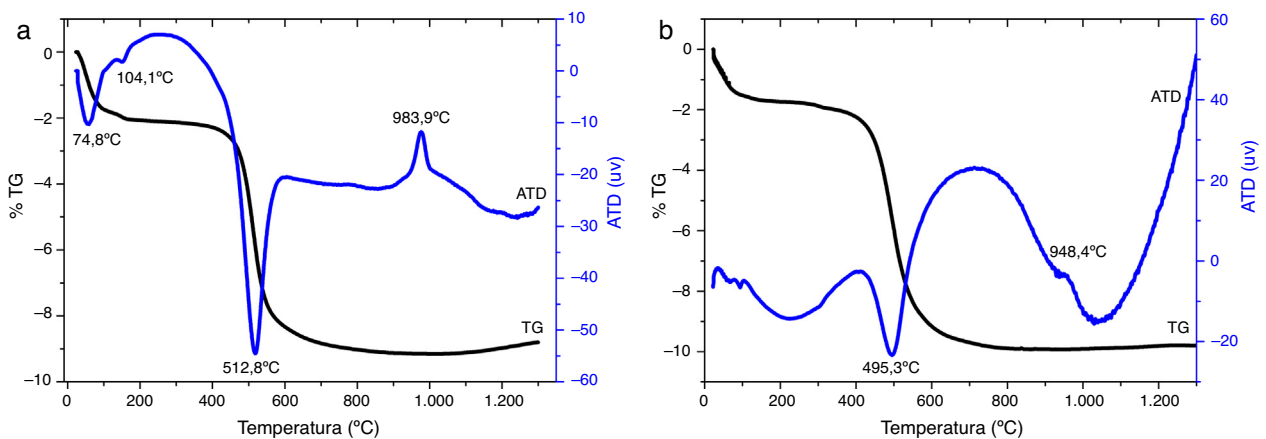 a
% TG
0
−2
−4
−6
−8
−10
10
0
−10
−20
−30
−40
−50
−60
ATD (uv)
104,1ºC
74,8ºC
983,9ºC
ATD
TG
512,8ºC
0 200 400 600 800 1.000 1.200
Temperatura (ºC)
b
% TG
0
−2
−4
−6
−8
−10
60
40
20
0
−20
ATD (uv)
ATD
948,4ºC
TG
495,3ºC
0 200 400 600 800 1.000 1.200
Temperatura (ºC)